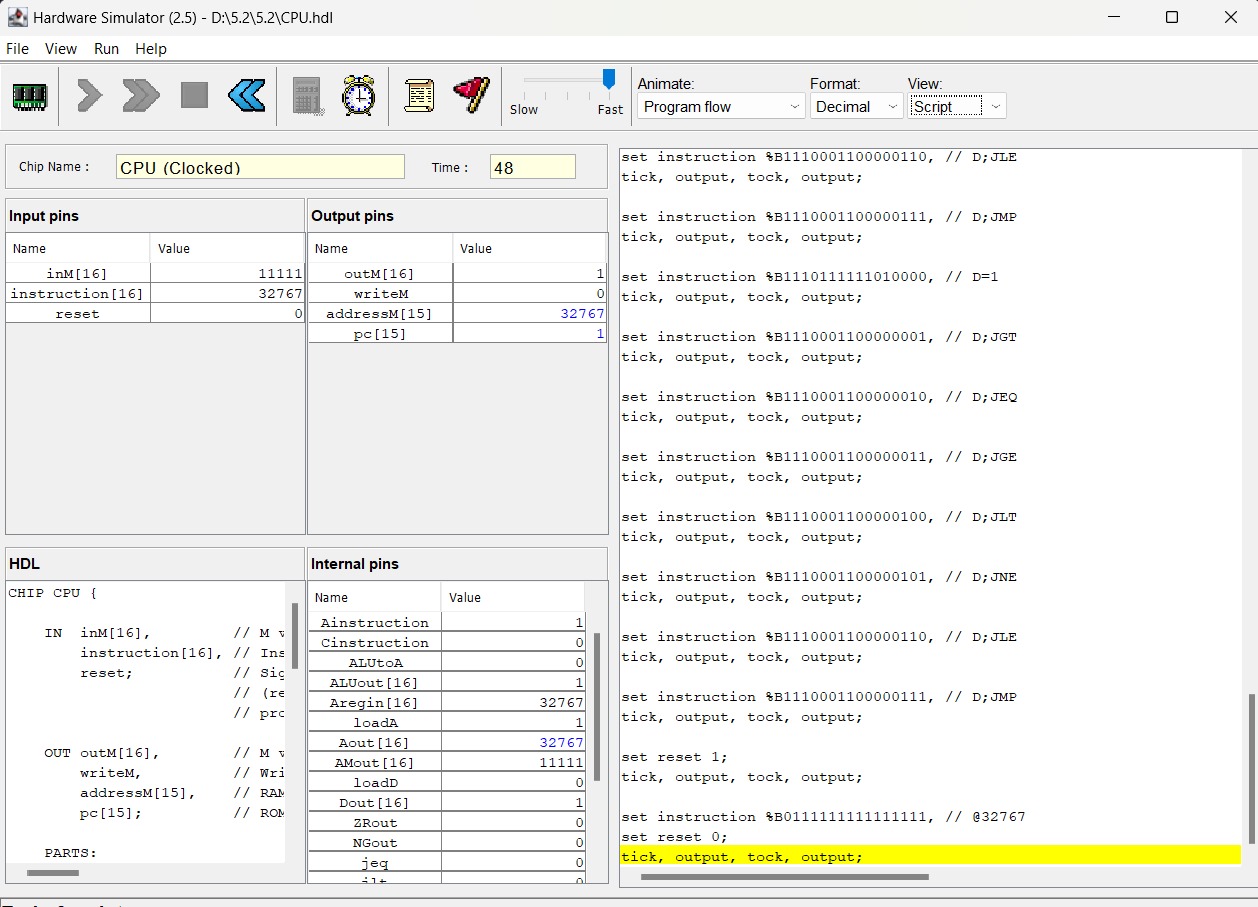 Hardware Simulator (2.5) - D:\5.2\5.2\CPU.hdl
File View Run Help
Slow Fast
Animate: Format: View:
Program flow Decimal Script
Chip Name : CPU (Clocked) Time : 48
Input pins
Name Value
inM[16] 11111
instruction[16] 32767
reset 0
Output pins
Name Value
outM[16] 1
writeM 0
addressM[15] 32767
pc[15] 1
HDL
CHIP CPU {
IN inM[16], // M v
instruction[16], // Ins
reset; // Sig
// (re
// pro
OUT outM[16], // M v
writeM, // Wri
addressM[15], // RAM
pc[15]; // ROM
PARTS:
Internal pins
Name Value
Ainstruction 1
Cinstruction 0
ALUtoA 0
ALUout[16] 1
Aregin[16] 32767
loadA 1
Aout[16] 32767
AMout[16] 11111
loadD 0
Dout[16] 1
ZRout 0
NGout 0
jeq 0
jlt 0
set instruction %B1110001100000110, // D;JLE
tick, output, tock, output;
set instruction %B1110001100000111, // D;JMP
tick, output, tock, output;
set instruction %B1110111111010000, // D=1
tick, output, tock, output;
set instruction %B1110001100000001, // D;JGT
tick, output, tock, output;
set instruction %B1110001100000010, // D;JEQ
tick, output, tock, output;
set instruction %B1110001100000011, // D;JGE
tick, output, tock, output;
set instruction %B1110001100000100, // D;JLT
tick, output, tock, output;
set instruction %B1110001100000101, // D;JNE
tick, output, tock, output;
set instruction %B1110001100000110, // D;JLE
tick, output, tock, output;
set instruction %B1110001100000111, // D;JMP
tick, output, tock, output;
set reset 1;
tick, output, tock, output;
set instruction %B0111111111111111, // @32767
set reset 0;
tick, output, tock, output;